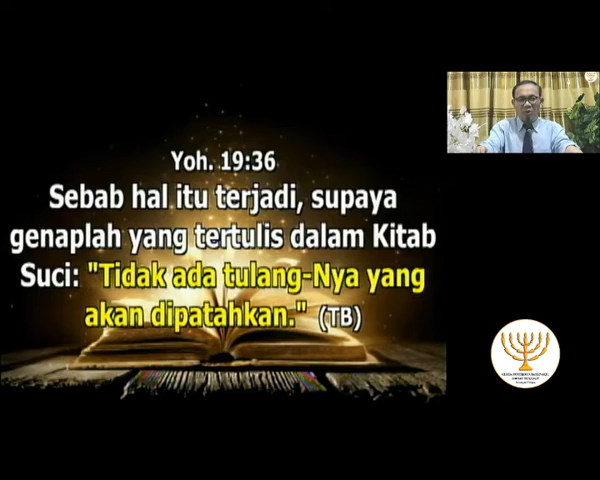 Yoh. 19:36
Sebab hal itu terjadi, supaya
genaplah yang tertulis dalam Kitab
Suci: "Tidak ada tulang-Nya yang
akan dipatahkan." (TB)